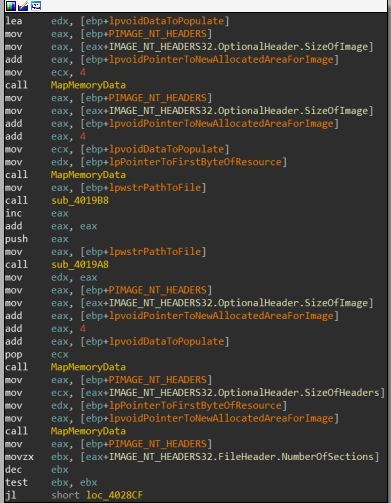 lea edx, [ebp+lpvoidDataToPopulate]
mov eax, [ebp+PIMAGE_NT_HEADERS]
mov eax, [eax+IMAGE_NT_HEADERS32.OptionalHeader.SizeOfImage]
add eax, [ebp+lpvoidPointerToNewAllocatedAreaForImage]
mov ecx, 4
call MapMemoryData
mov eax, [ebp+PIMAGE_NT_HEADERS]
mov eax, [eax+IMAGE_NT_HEADERS32.OptionalHeader.SizeOfImage]
add eax, [ebp+lpvoidPointerToNewAllocatedAreaForImage]
add eax, 4
mov ecx, [ebp+lpvoidDataToPopulate]
mov edx, [ebp+lpPointerToFirstByteOfResource]
call MapMemoryData
mov eax, [ebp+lpwstrPathToFile]
call sub_4019B8
inc eax
add eax, eax
push eax
mov eax, [ebp+lpwstrPathToFile]
call sub_4019A8
mov edx, eax
mov eax, [ebp+PIMAGE_NT_HEADERS]
mov eax, [eax+IMAGE_NT_HEADERS32.OptionalHeader.SizeOfImage]
add eax, [ebp+lpvoidPointerToNewAllocatedAreaForImage]
add eax, 4
add eax, [ebp+lpvoidDataToPopulate]
pop ecx
call MapMemoryData
mov eax, [ebp+PIMAGE_NT_HEADERS]
mov ecx, [eax+IMAGE_NT_HEADERS32.OptionalHeader.SizeOfHeaders]
mov edx, [ebp+lpPointerToFirstByteOfResource]
mov eax, [ebp+lpvoidPointerToNewAllocatedAreaForImage]
call MapMemoryData
mov eax, [ebp+PIMAGE_NT_HEADERS]
movzx ebx, [eax+IMAGE_NT_HEADERS32.FileHeader.NumberOfSections]
dec ebx
test ebx, ebx
jl short loc_4028CF